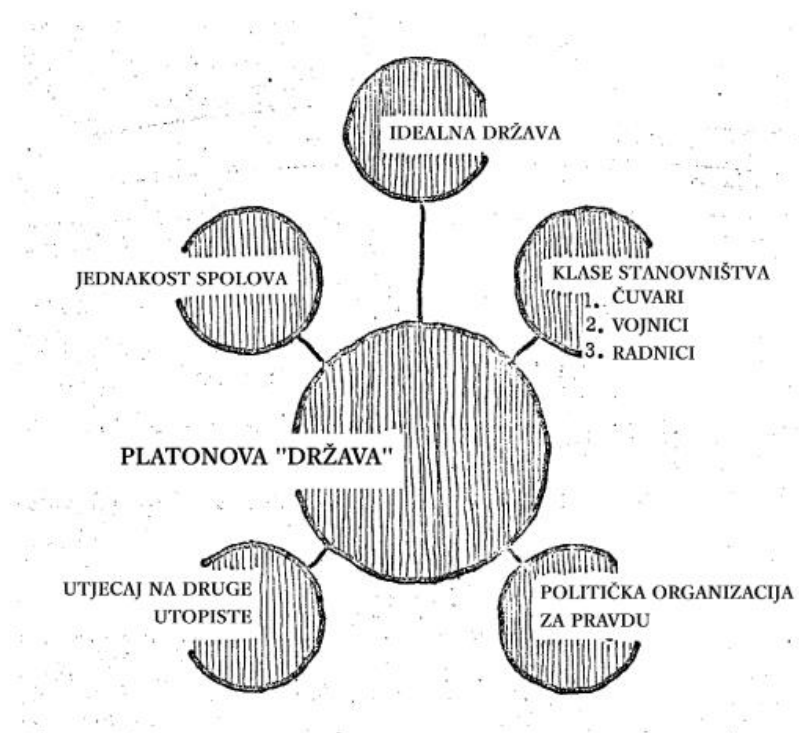 IDEALNA DRŽAVA
JEDNAKOST SPOLOVA
KLASE STANOVNIŠTVA
1. ČUVARI
2. VOJNICI
3. RADNICI
PLATONOVA "DRŽAVA"
UTJECAJ NA DRUGE
UTOPISTE
POLITIČKA ORGANIZACIJA
ZA PRAVDU